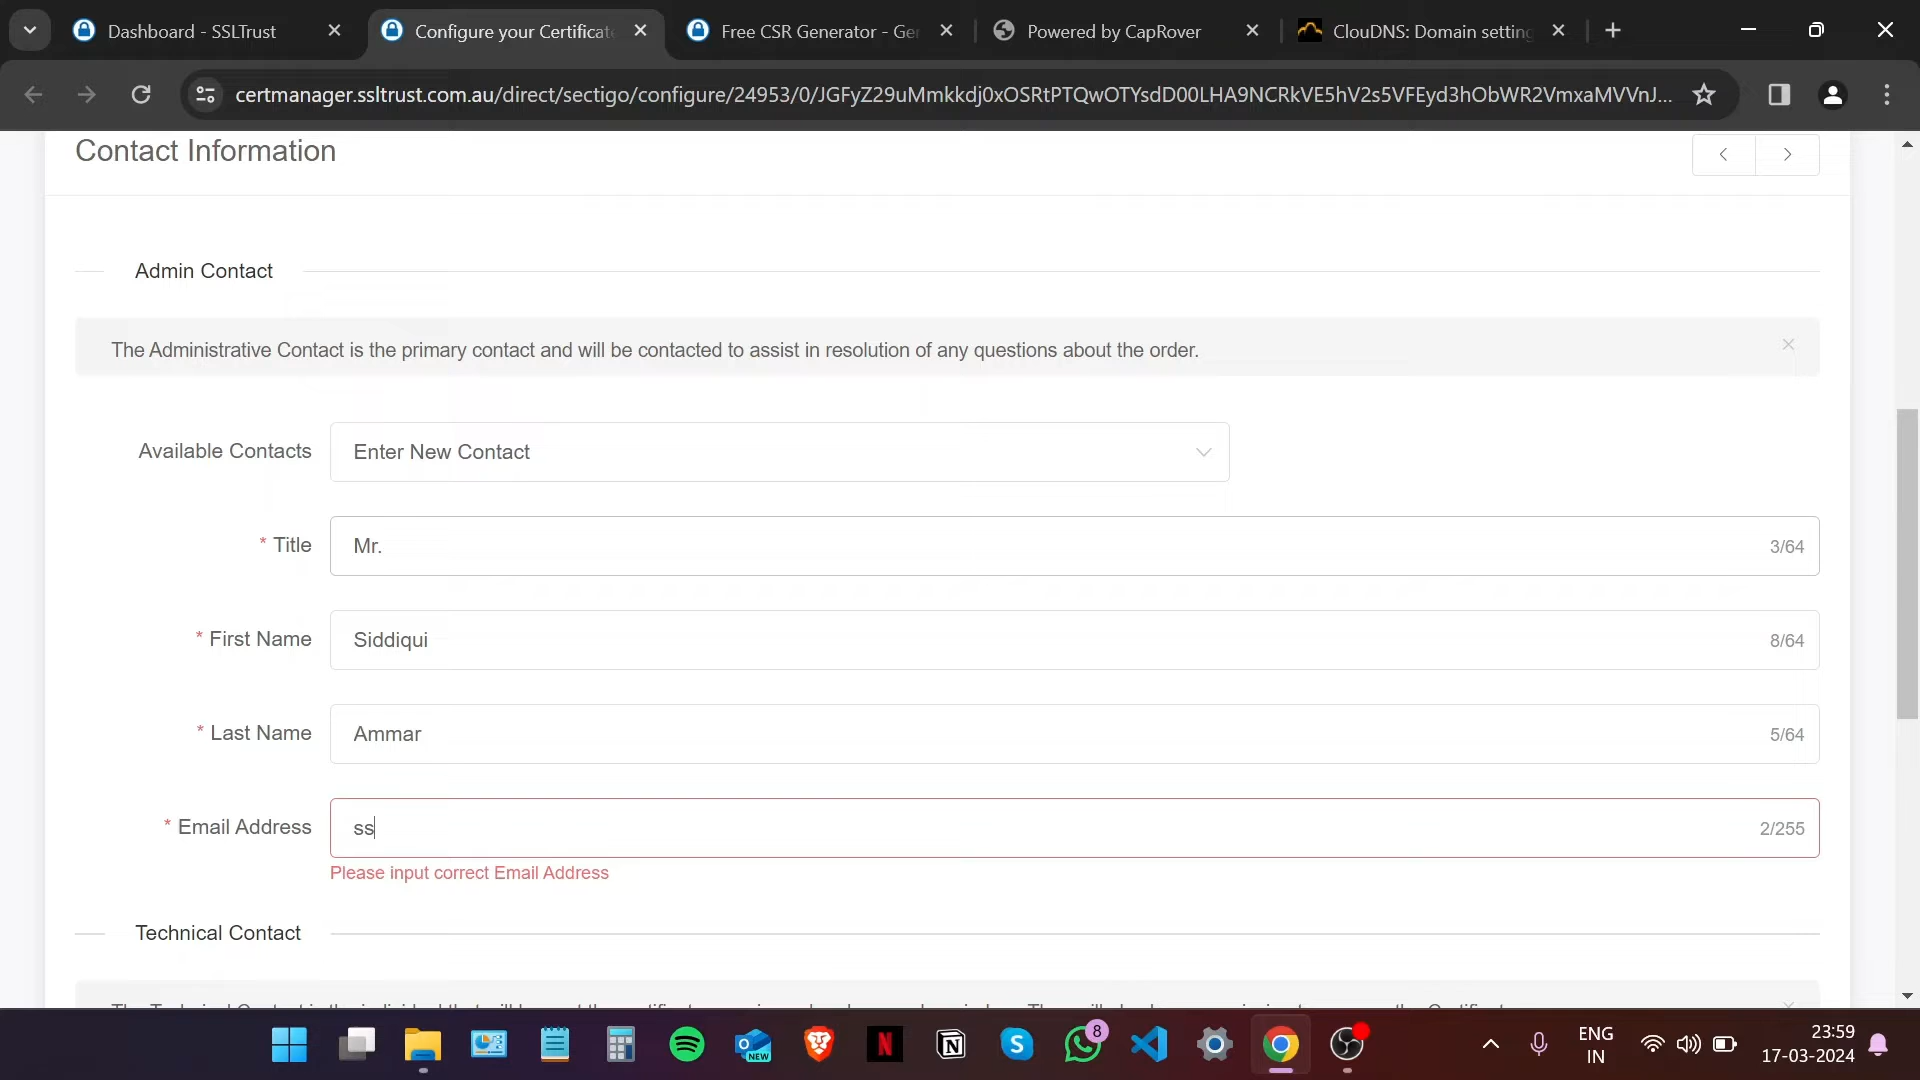 Dashboard - SSLTrust
Configure your Certificate
Free CSR Generator - Ge
Powered by CapRover
ClouDNS: Domain setting
certmanager.ssltrust.com.au/direct/sectigo/configure/24953/0/JGFyZ29uMmkkdj0xOSRtPTQwOTYsdD00LHA9NCRkVE5hV2s5VFEyd3hObWR2VmxaMVVnJ...
Contact Information
Admin Contact
The Administrative Contact is the primary contact and will be contacted to assist in resolution of any questions about the order.
Available Contacts
Enter New Contact
* Title
Mr.
3/64
* First Name
Siddiqui
8/64
* Last Name
Ammar
5/64
* Email Address
ss
2/255
Please input correct Email Address
Technical Contact
NEW
N
N
S
8
ENG
IN
23:59
17-03-2024